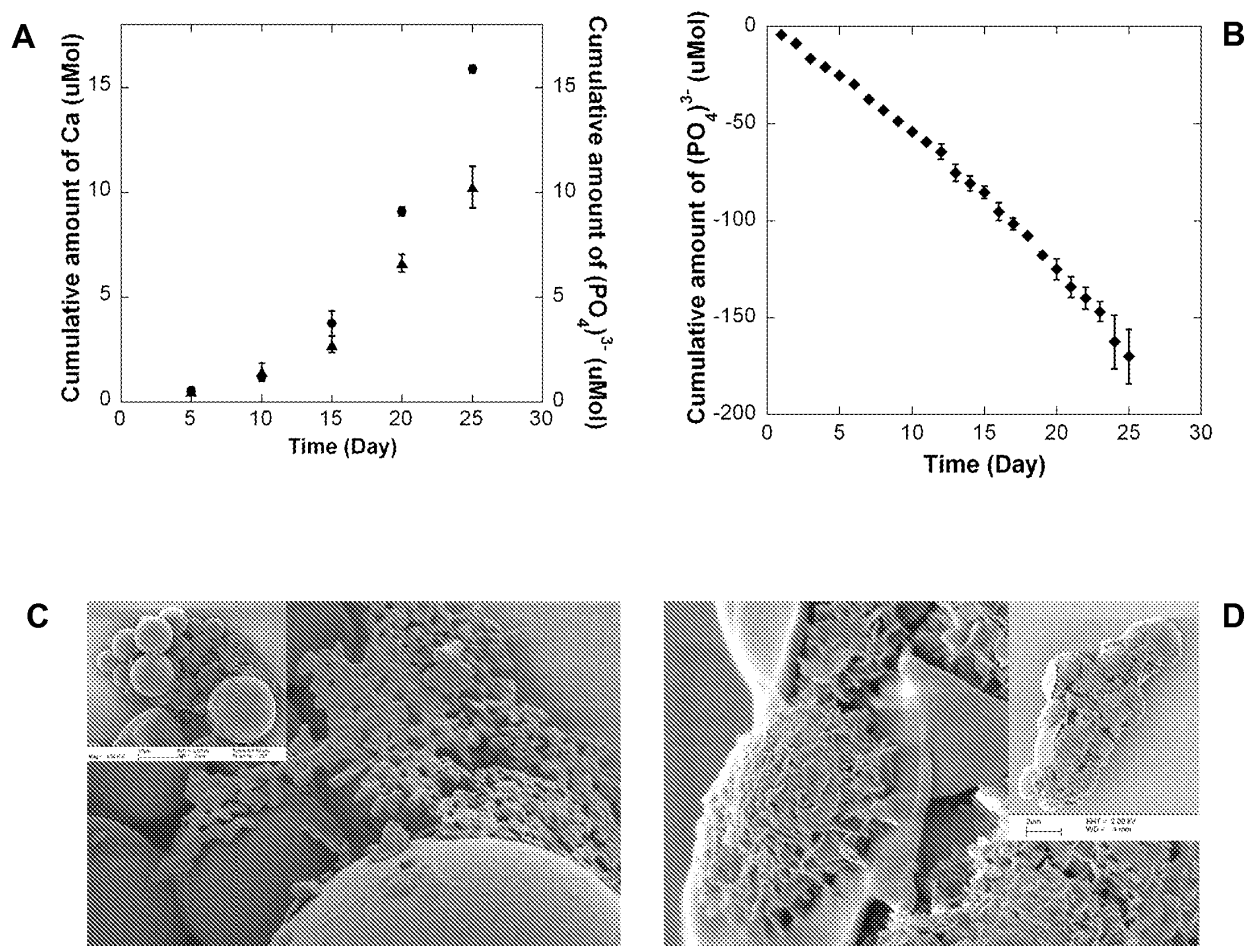 A
Cumulative amount of Ca (uMol)
15
10
5
0
0 5 10 15 20 25 30
Time (Day)
15
10
5
0
Cumulative amount of (PO4)3- (uMol)
B
Cumulative amount of (PO4)3- (uMol)
0
-50
-100
-150
-200
0 5 10 15 20 25 30
Time (Day)
C
D
2um